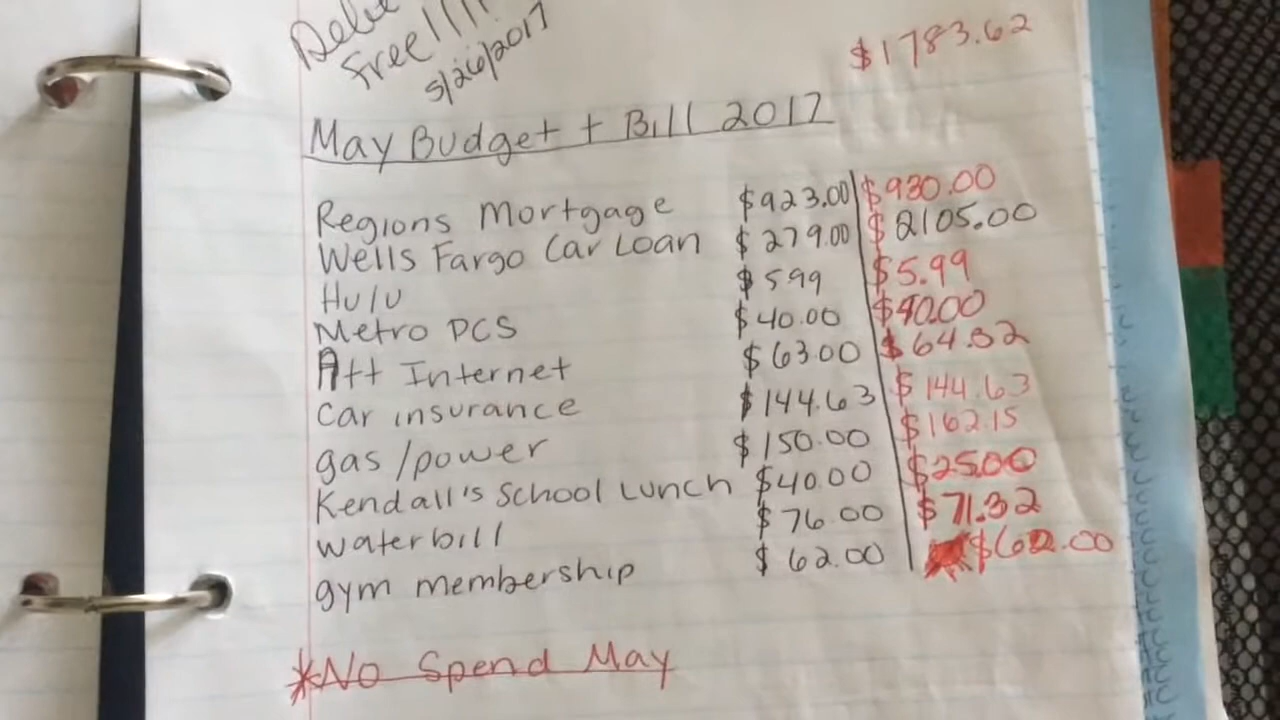 Debt
free!!!!
5/26/2017
$1783.62
May Budget + Bill 2017
Regions Mortgage $923.00 $930.00
Wells Fargo Car Loan $279.00 $2105.00
Hulu $5.99 $5.99
Metro PCS $40.00 $40.00
Att Internet $63.00 $64.32
Car insurance $144.63 $144.63
gas/power $150.00 $162.15
Kendall's School Lunch $40.00 $25.00
waterbill $76.00 $71.32
gym membership $62.00 $62.00
*No Spend May